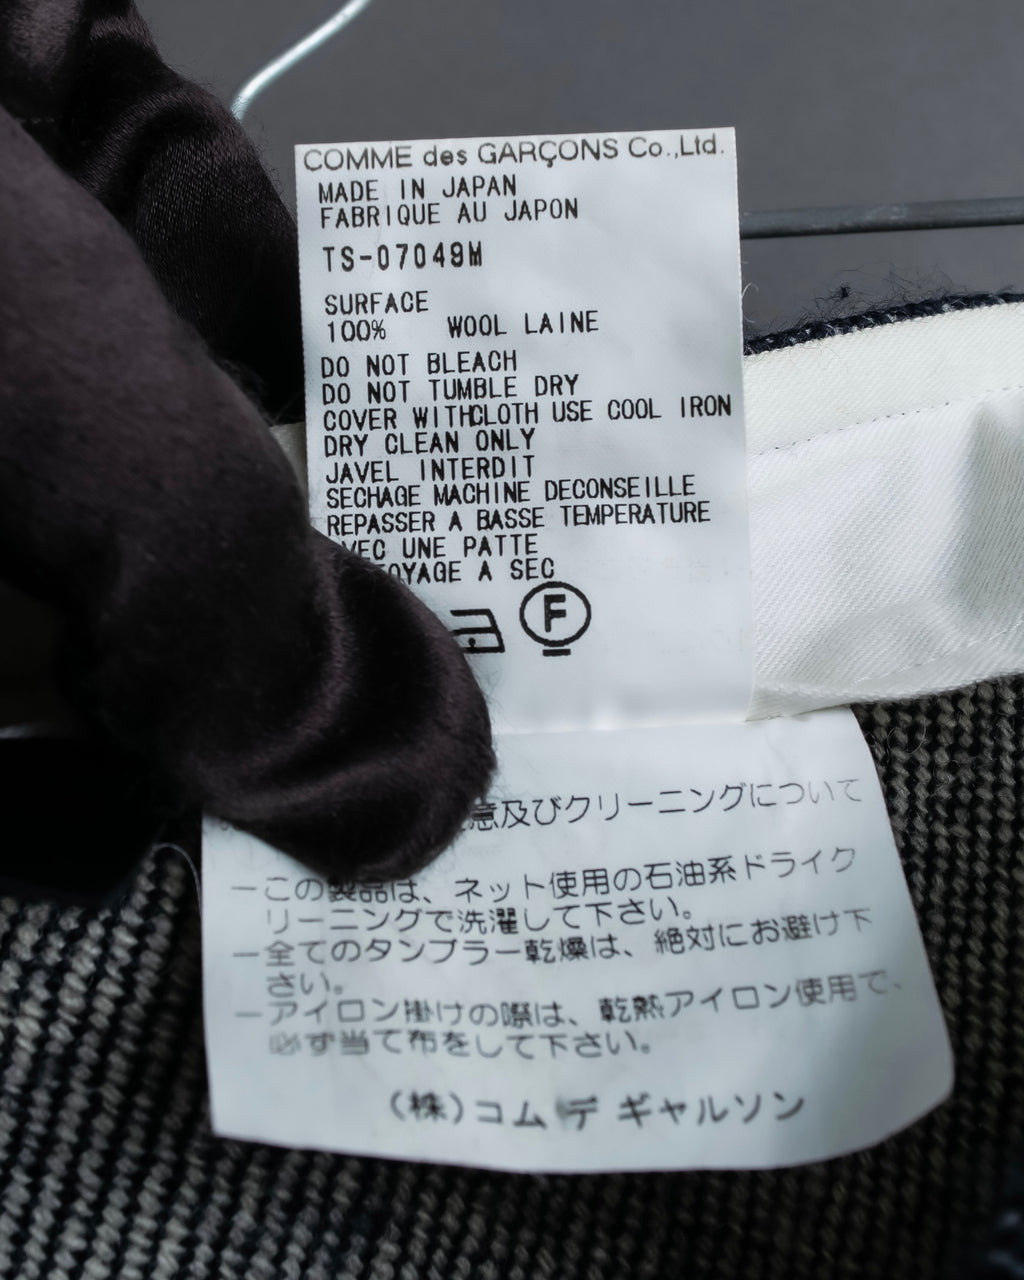 COMME des GARÇONS Co.,Ltd.
MADE IN JAPAN
FABRIQUE AU JAPON
TS-07049M
SURFACE
100% WOOL LAINE
DO NOT BLEACH
DO NOT TUMBLE DRY
COVER WITHCLOTH USE COOL IRON
DRY CLEAN ONLY
JAVEL INTERDIT
SECHAGE MACHINE DECONSEILLE
REPASSER A BASSE TEMPERATURE
VEC UNE PATTE
OYAGE A SEC
F
意及びクリーニングについて
ーこの製品は、ネット使用の石油系ドライク
リーニングで洗濯して下さい。
ー全てのタンブラー乾燥は、絶対にお避け下
さい。
ーアイロン掛けの際は、乾熱アイロン使用で、
必ず当て布をして下さい。
(株)コム デ ギャルソン